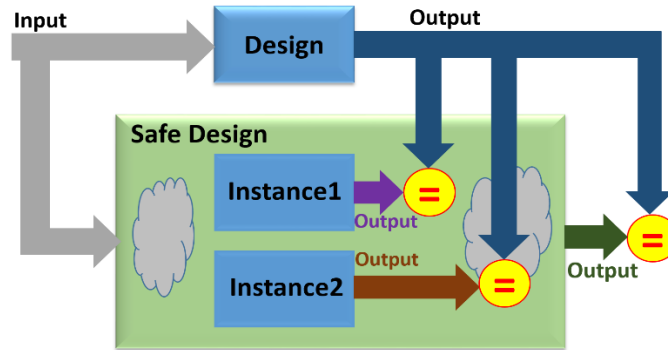 Input
Output
Design
Safe Design
Instance1
=
Output
Output
Instance2
=
=
Output